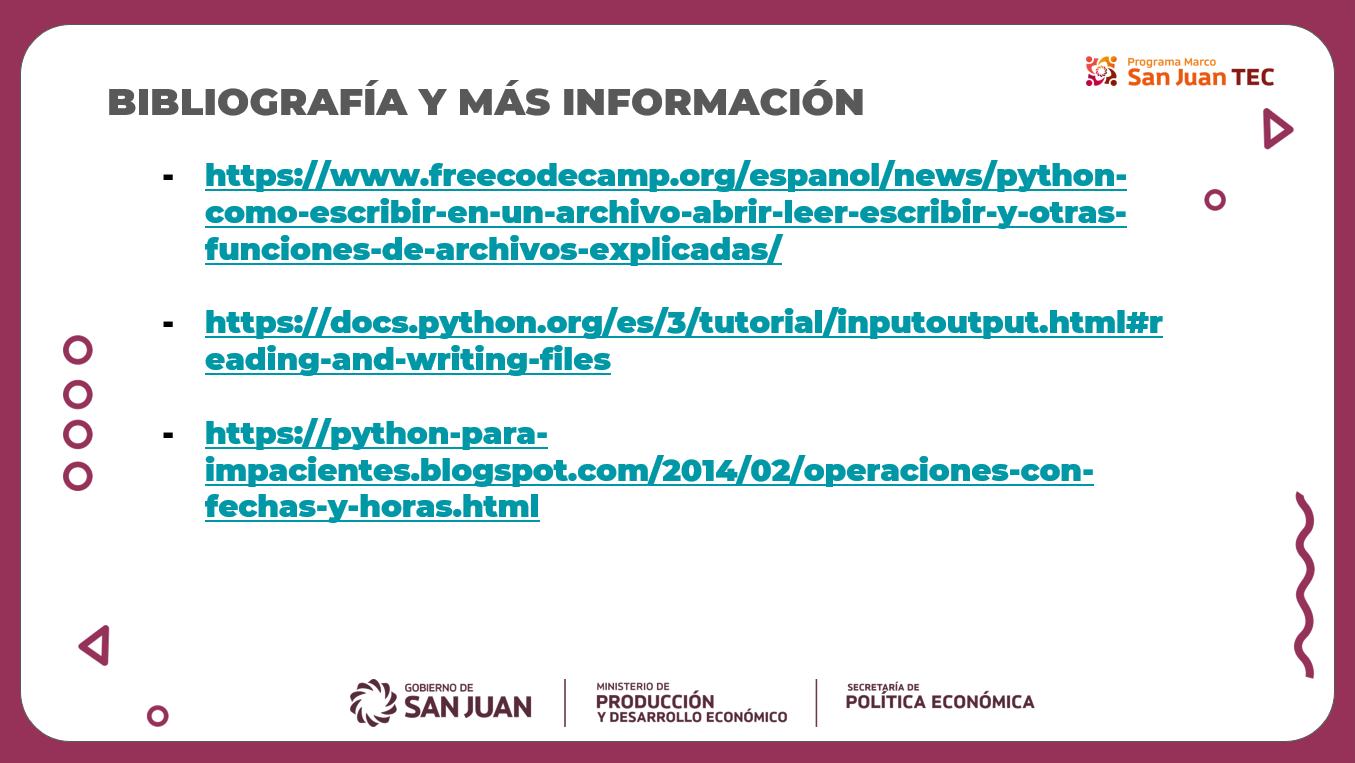 Programa Marco
San Juan TEC
BIBLIOGRAFÍA Y MÁS INFORMACIÓN
- https://www.freecodecamp.org/espanol/news/python-
como-escribir-en-un-archivo-abrir-leer-escribir-y-otras-
funciones-de-archivos-explicadas/
- https://docs.python.org/es/3/tutorial/inputoutput.html#r
eading-and-writing-files
- https://python-para-
impacientes.blogspot.com/2014/02/operaciones-con-
fechas-y-horas.html
GOBIERNO DE
SAN JUAN
MINISTERIO DE
PRODUCCIÓN
Y DESARROLLO ECONÓMICO
SECRETARÍA DE
POLÍTICA ECONÓMICA